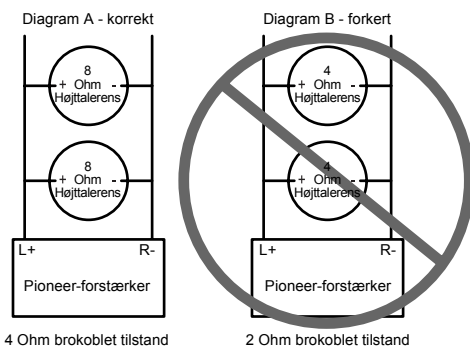 Diagram A - korrekt
8
+ Ohm -
Højttalerens
8
+ Ohm -
Højttalerens
L+ R-
Pioneer-forstærker
4 Ohm brokoblet tilstand
Diagram B - forkert
4
+ Ohm -
Højttalerens
4
+ Ohm -
Højttalerens
L+ R-
Pioneer-forstærker
2 Ohm brokoblet tilstand